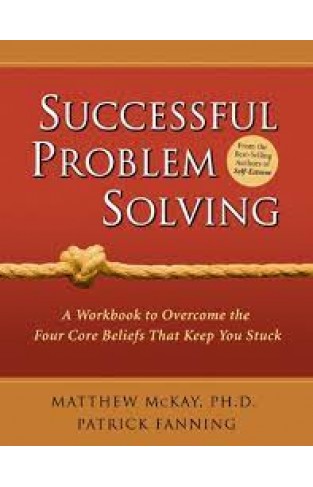 SUCCESSFUL
PROBLEM
SOLVING
From the
Best-Selling
Authors of
Self-Esteem
A Workbook to Overcome the
Four Core Beliefs That Keep You Stuck
MATTHEW McKAY, PH.D.
PATRICK FANNING